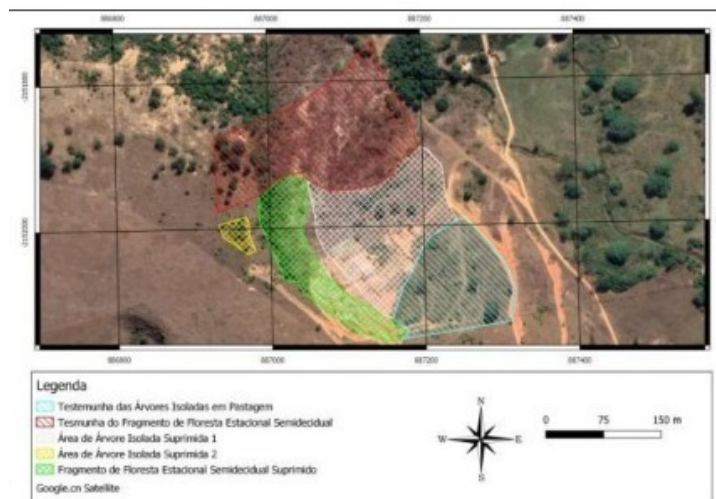 886800 887000 887200 887400
-2151800
-2152000
886800 887000 887200 887400
Legenda
Testemunha das Árvores Isoladas em Pastagem
Tesmunha do Fragmento de Floresta Estacional Semidecidual
Área de Árvore Isolada Suprimida 1
Área de Árvore Isolada Suprimida 2
Fragmento de Floresta Estacional Semidecidual Suprimido
Google.cn Satellite
N
W E
S
0 75 150 m